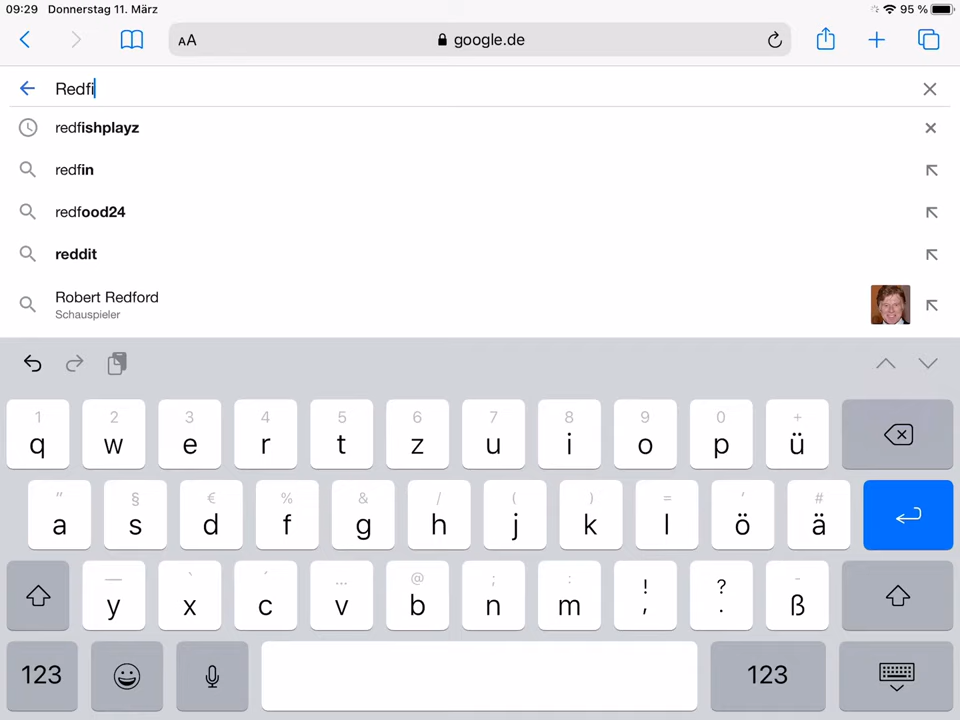 09:29 Donnerstag 11. März 95 %
AA google.de
Redfi
redfishplayz
redfin
redfood24
reddit
Robert Redford
Schauspieler
1 2 3 4 5 6 7 8 9 0 +
q w e r t z u i o p ü
" § € % & / ( ) = ' #
a s d f g h j k l ö ä
— ` ´ … @ ; : ! ? -
y x c v b n m , . ß
123 123